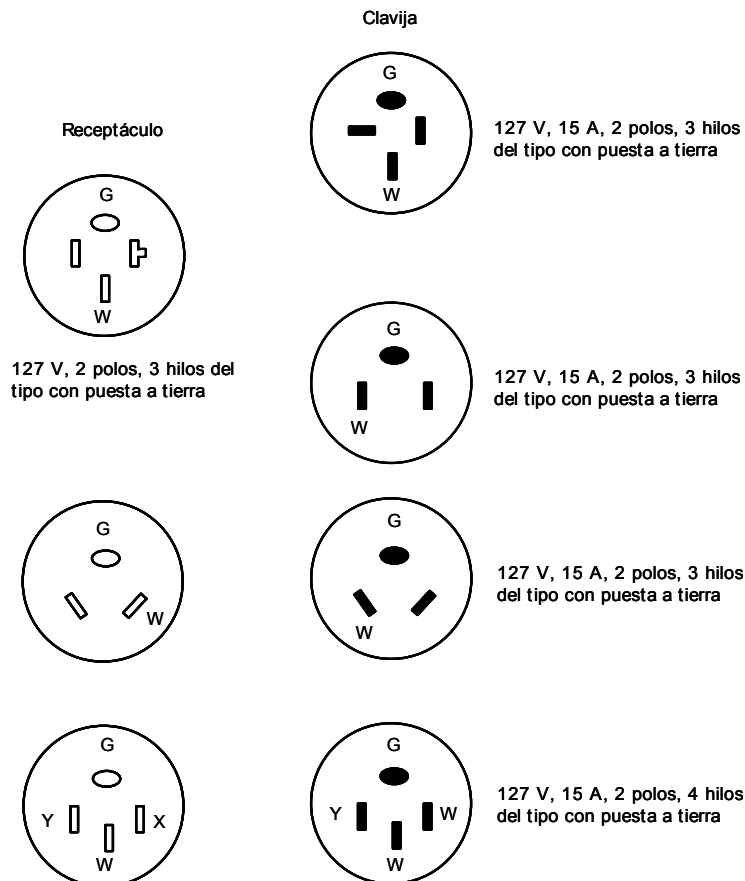 Clavija
G
W
127 V, 15 A, 2 polos, 3 hilos
del tipo con puesta a tierra
Receptáculo
G
W
127 V, 2 polos, 3 hilos del
tipo con puesta a tierra
G
W
127 V, 15 A, 2 polos, 3 hilos
del tipo con puesta a tierra
G
W
G
W
127 V, 15 A, 2 polos, 3 hilos
del tipo con puesta a tierra
G
Y
X
W
G
Y
W
W
127 V, 15 A, 2 polos, 4 hilos
del tipo con puesta a tierra